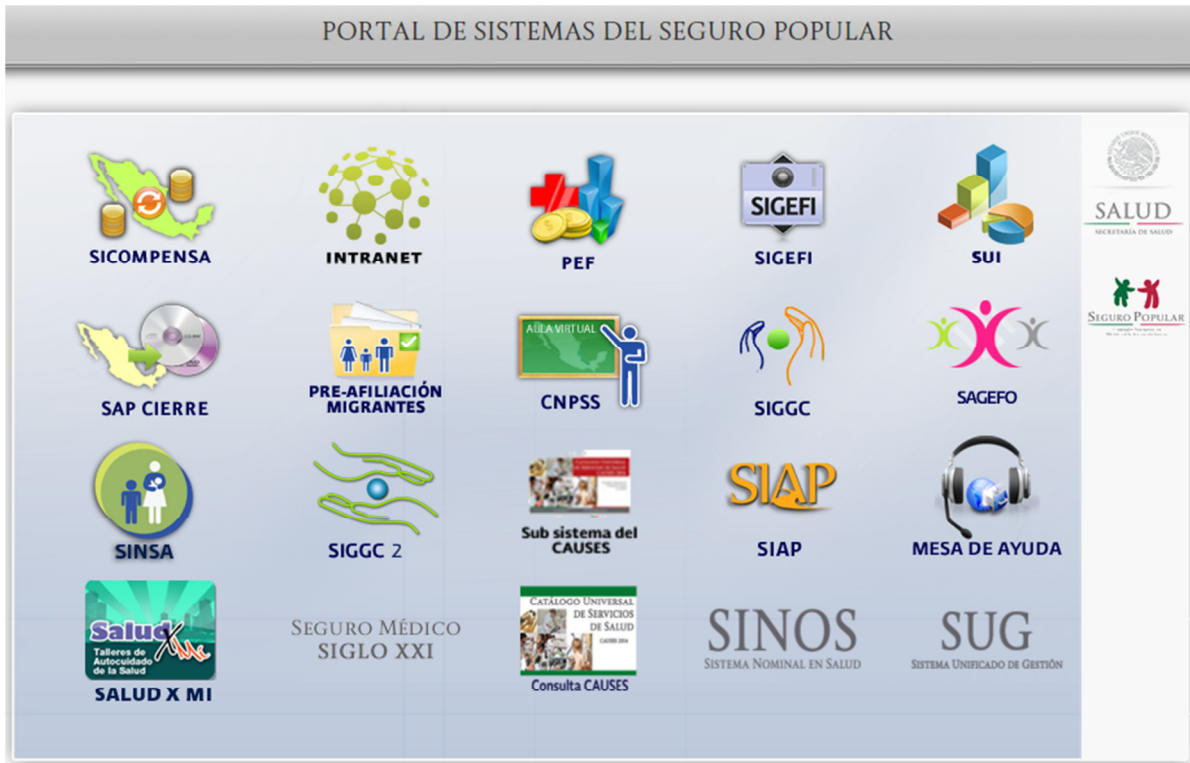 PORTAL DE SISTEMAS DEL SEGURO POPULAR
SICOMPENSA
INTRANET
PEF
SIGEFI
SIGEFI
SUI
SALUD
SECRETARÍA DE SALUD
SAP CIERRE
PRE-AFILIACIÓN
MIGRANTES
AULA VIRTUAL
CNPSS
SIGGC
SAGEFO
SEGURO POPULAR
SINSA
SIGGC 2
Sub sistema del
CAUSES
SIAP
SIAP
MESA DE AYUDA
Salud X Mi
Talleres de
Autocuidado
de la Salud
SALUD X MI
SEGURO MÉDICO
SIGLO XXI
CATÁLOGO UNIVERSAL
DE SERVICIOS
DE SALUD
CAUSES 2014
Consulta CAUSES
SINOS
SISTEMA NOMINAL EN SALUD
SUG
SISTEMA UNIFICADO DE GESTIÓN